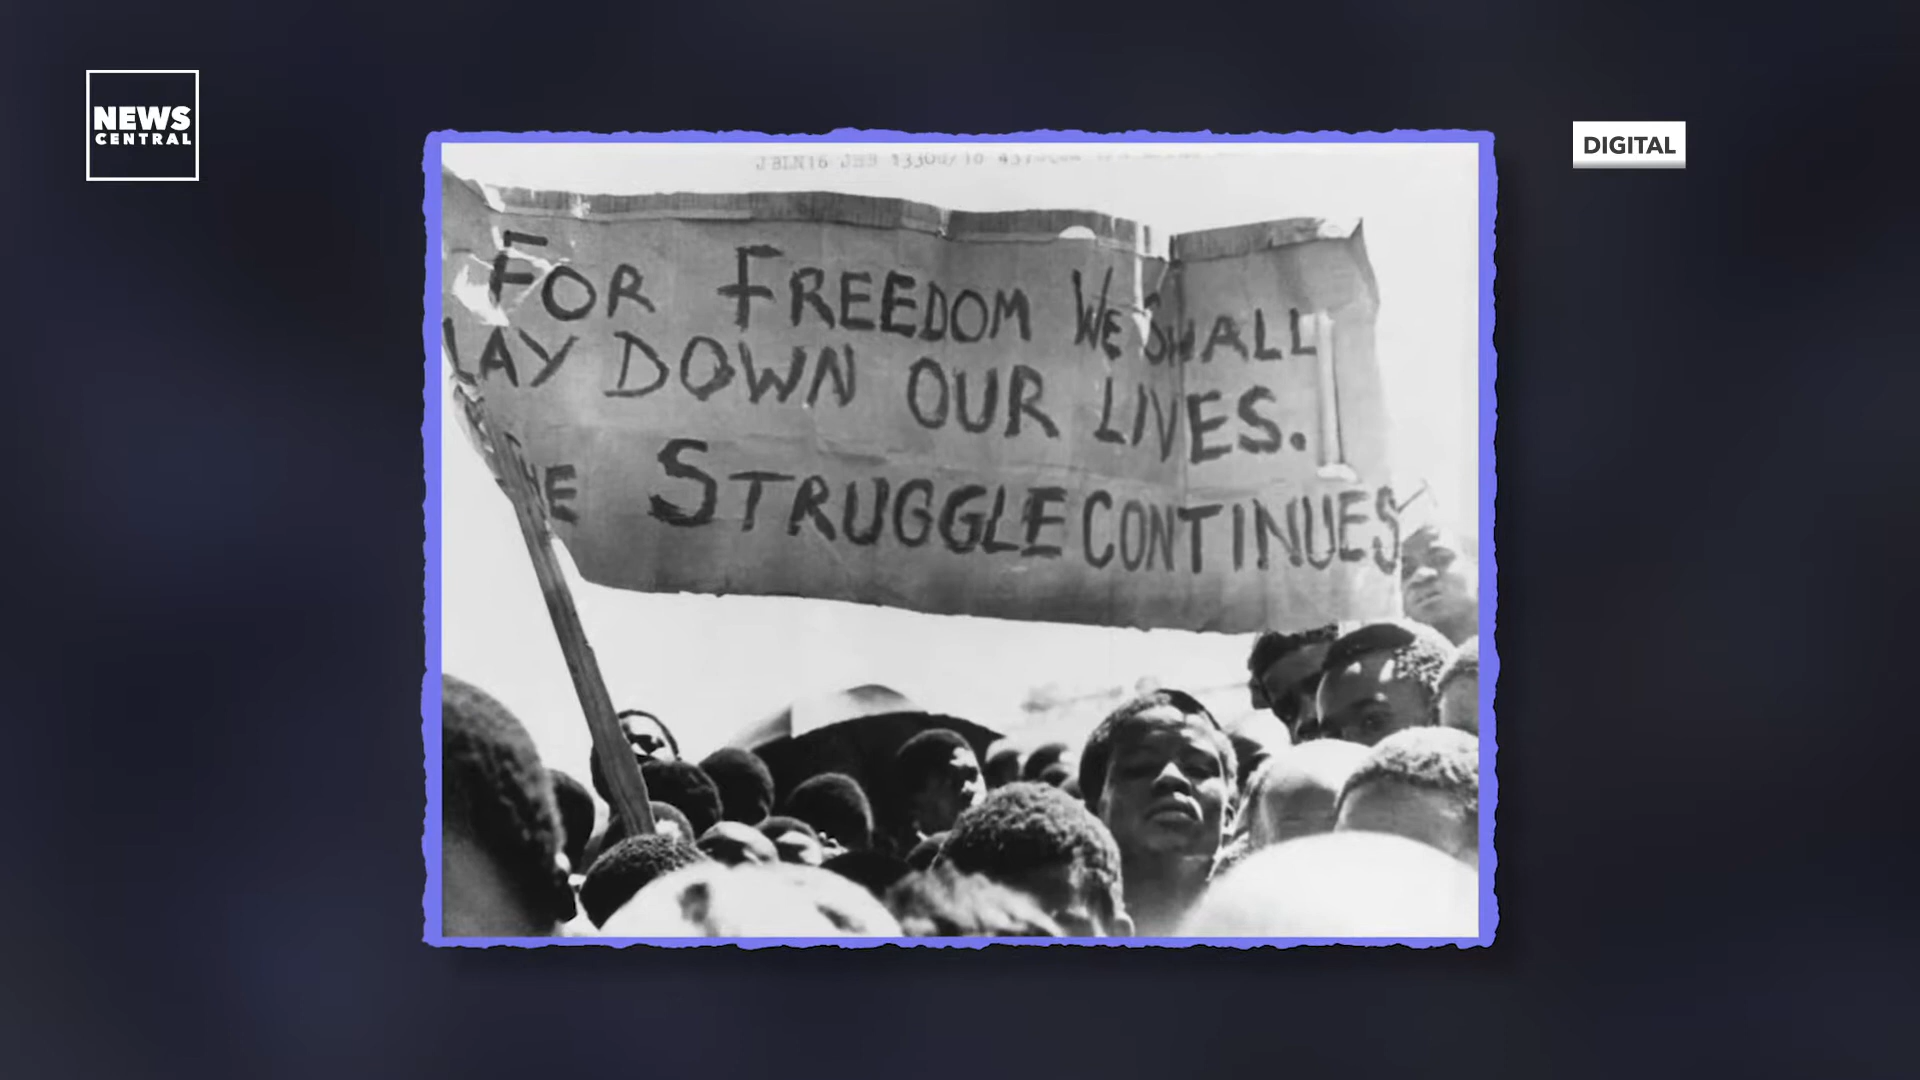 NEWS
CENTRAL
DIGITAL
FOR FREEDOM WE SHALL
LAY DOWN OUR LIVES.
STRUGGLE CONTINUES